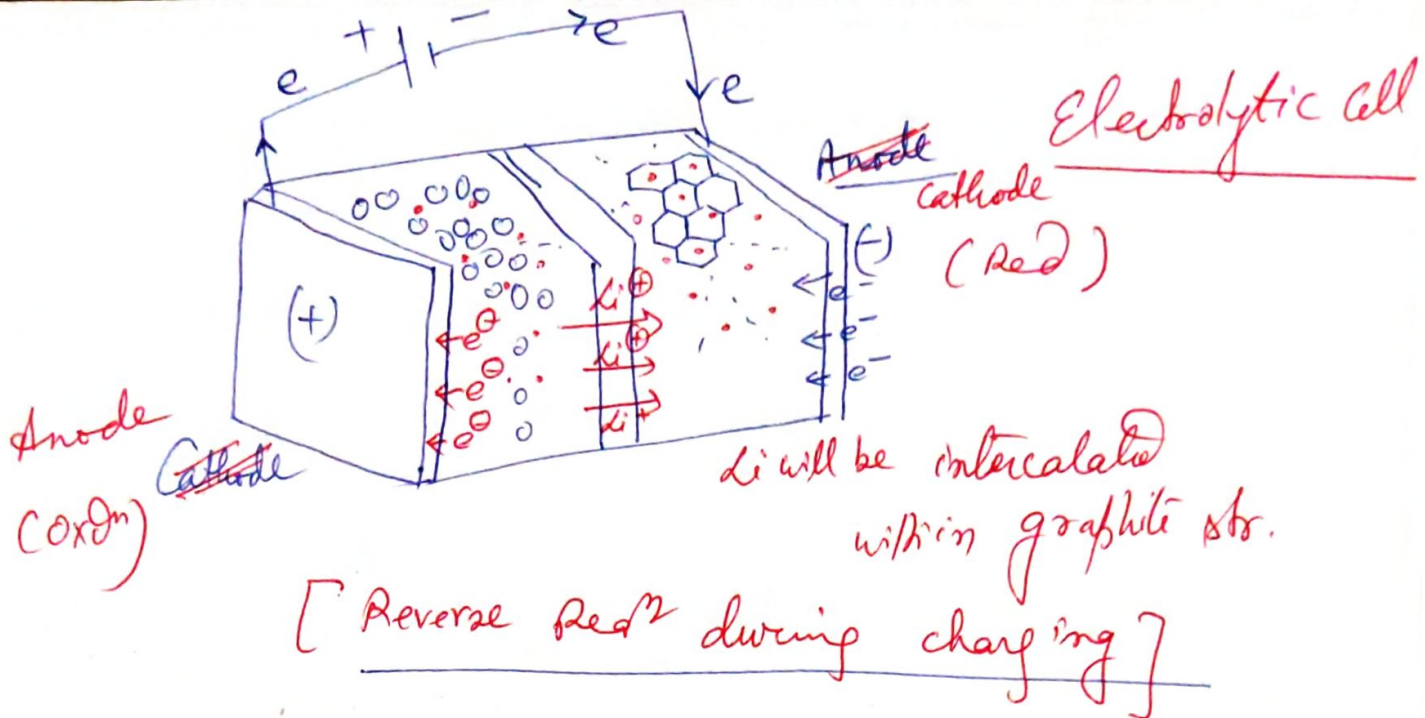 + −
e e
e
Electrolytic Cell
Anode
cathode
(−)
(Red)
(+)
Li⊕
e⊖ Li⊕ e−
e⊖ Li+ e−
e⊖ e−
Anode
Cathode
(Oxdn)
Li will be intercalated
within graphite str.
[Reverse Reacn during charging]